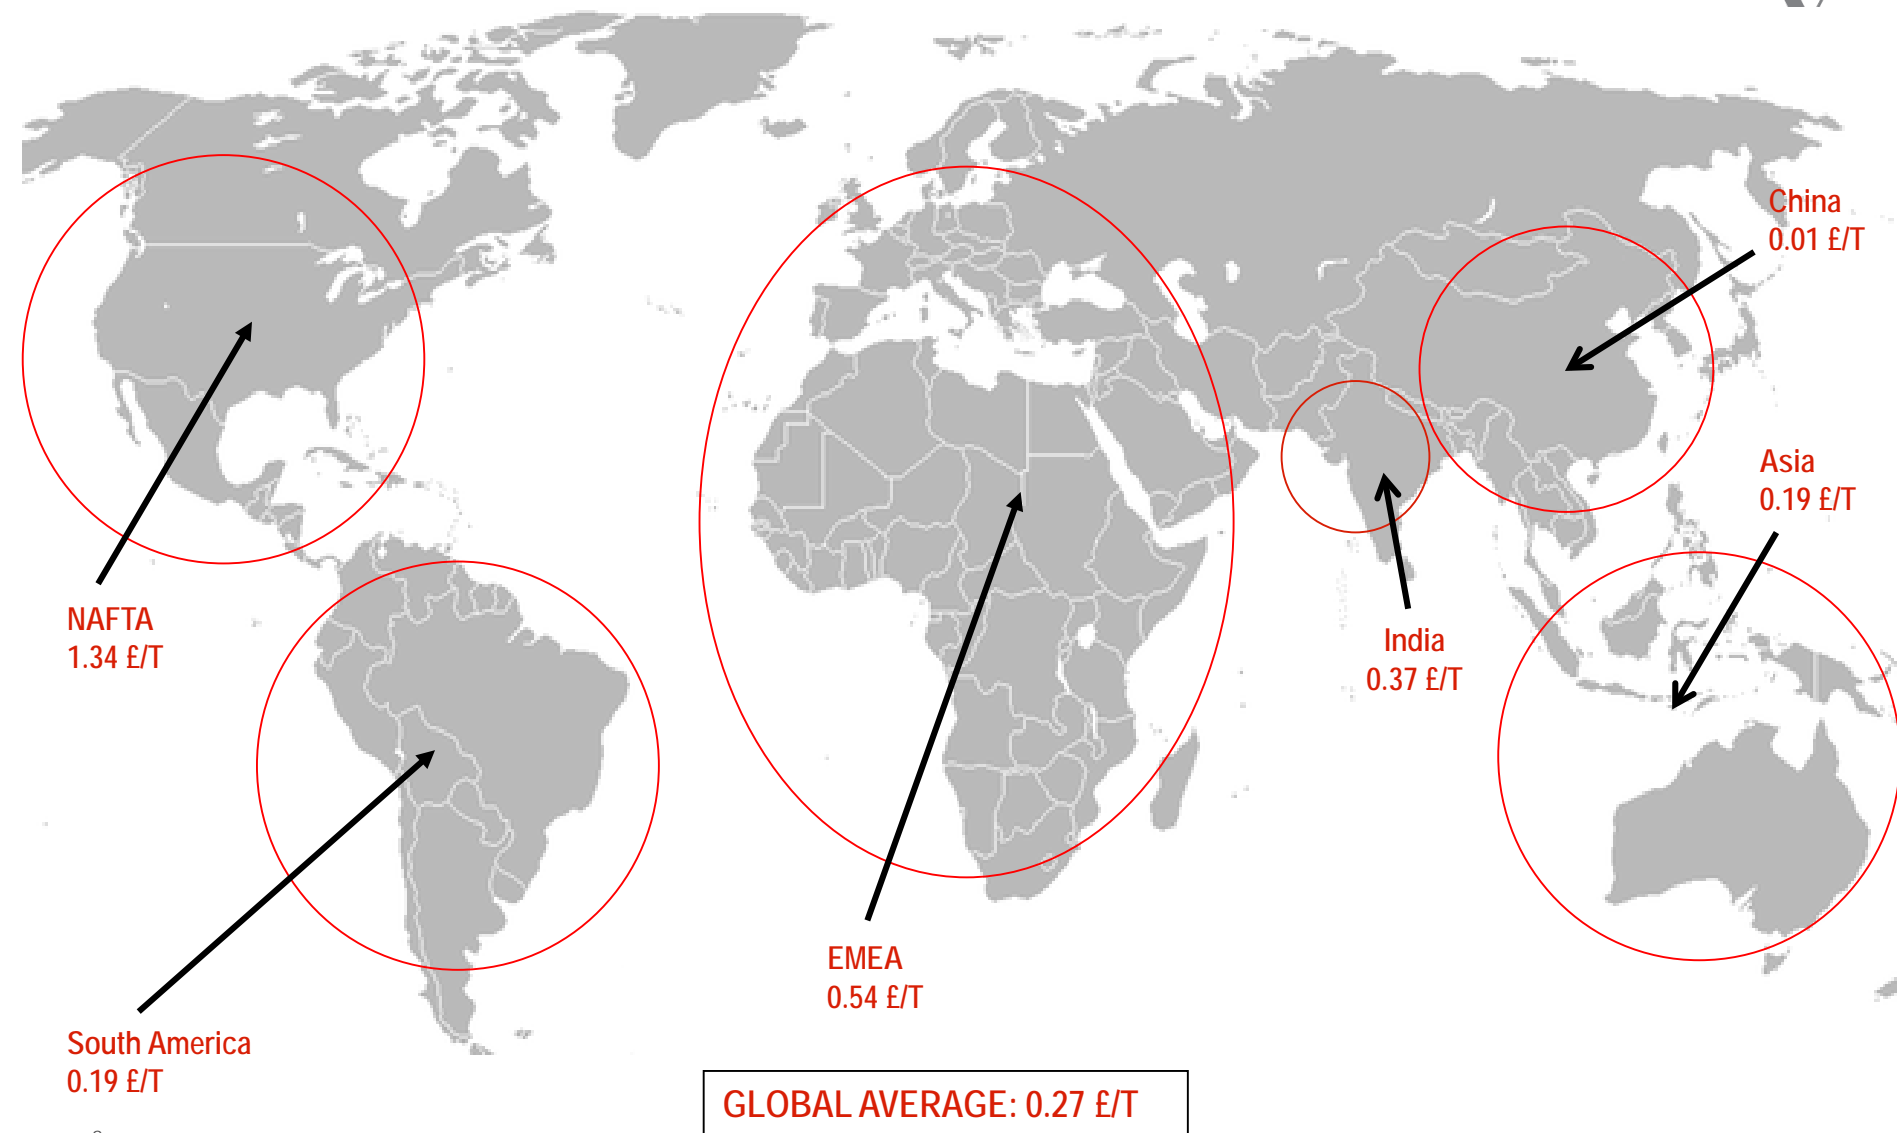 China
0.01 £/T
Asia
0.19 £/T
NAFTA
1.34 £/T
India
0.37 £/T
EMEA
0.54 £/T
South America
0.19 £/T
GLOBAL AVERAGE: 0.27 £/T